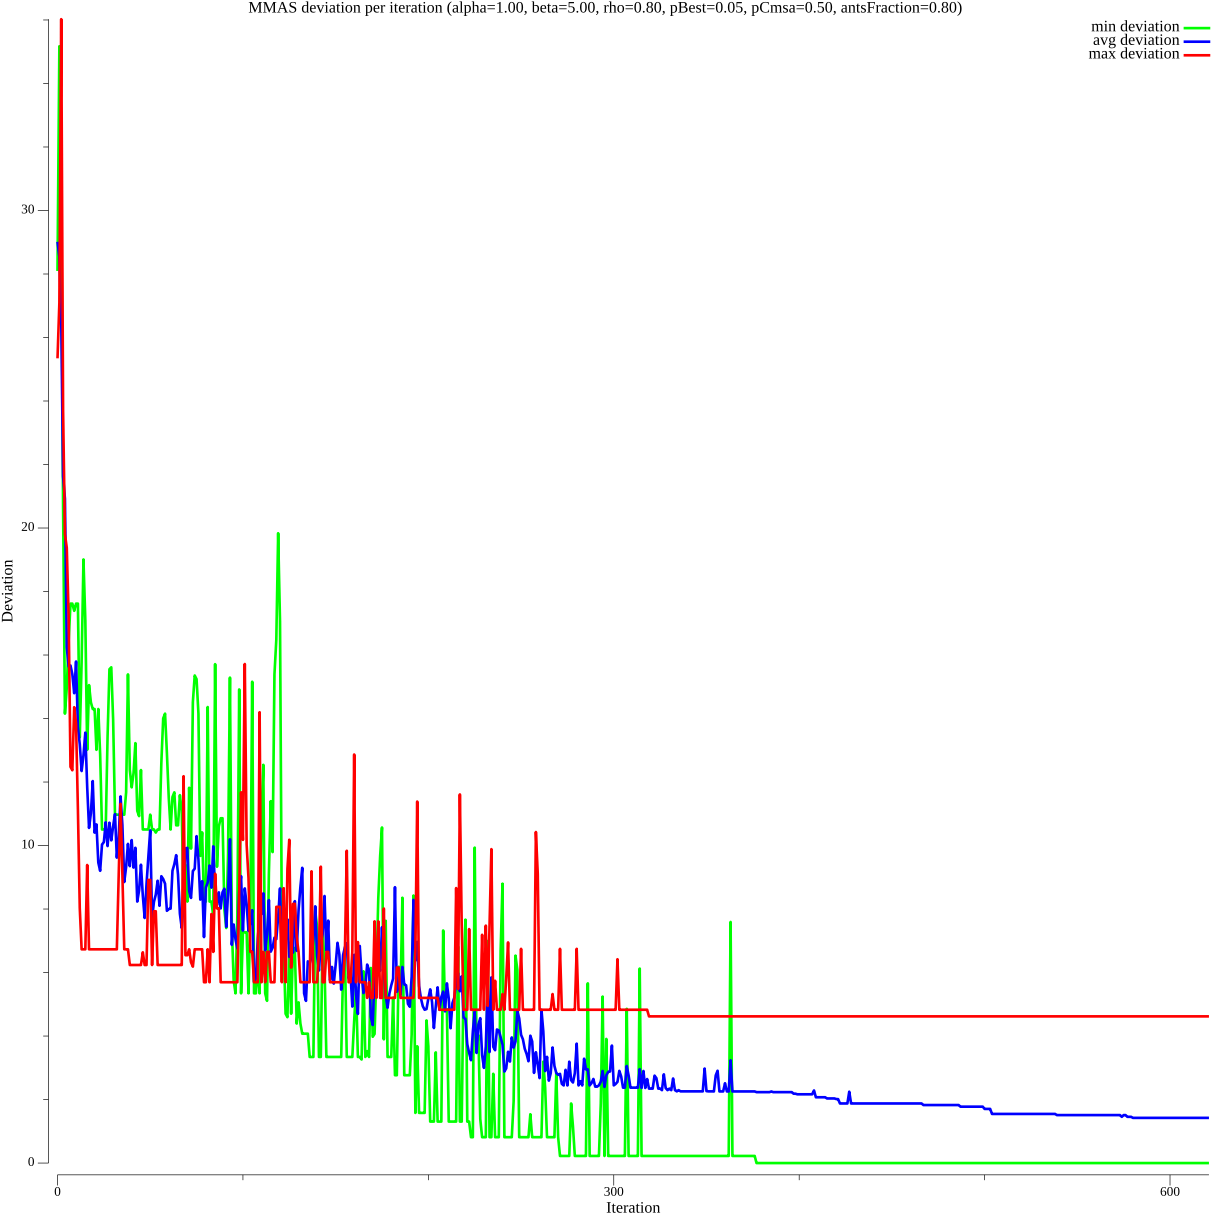 MMAS deviation per iteration (alpha=1.00, beta=5.00, rho=0.80, pBest=0.05, pCmsa=0.50, antsFraction=0.80)
min deviation
avg deviation
max deviation
30
20
10
0
Deviation
0
300
600
Iteration